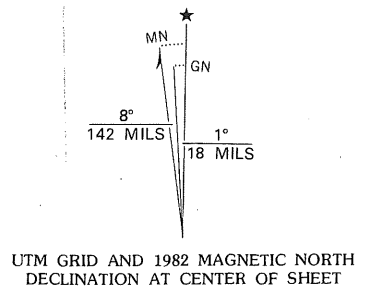 MN
GN
8°
142 MILS
1°
18 MILS
UTM GRID AND 1982 MAGNETIC NORTH
DECLINATION AT CENTER OF SHEET